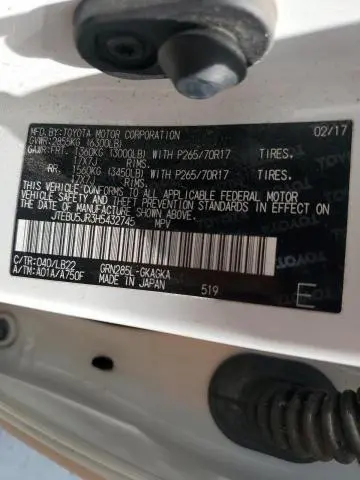 MFD.BY:TOYOTA MOTOR CORPORATION 02/17
GVWR:2855KG (6300LB)
GAWR:FRT. 1360KG (3000LB) WITH P265/70R17 TIRES.
17X7J RIMS.
RR. 1560KG (3450LB) WITH P265/70R17 TIRES.
17X7J RIMS.
THIS VEHICLE CONFORMS TO ALL APPLICABLE FEDERAL MOTOR
VEHICLE SAFETY AND THEFT PREVENTION STANDARDS IN EFFECT
ON THE DATE OF MANUFACTURE SHOWN ABOVE.
JTEBU5JR3H5432745 MPV
C/TR:040/LB22 GRN285L-GKAGKA
A/TM:A01A/A750F MADE IN JAPAN 519 E